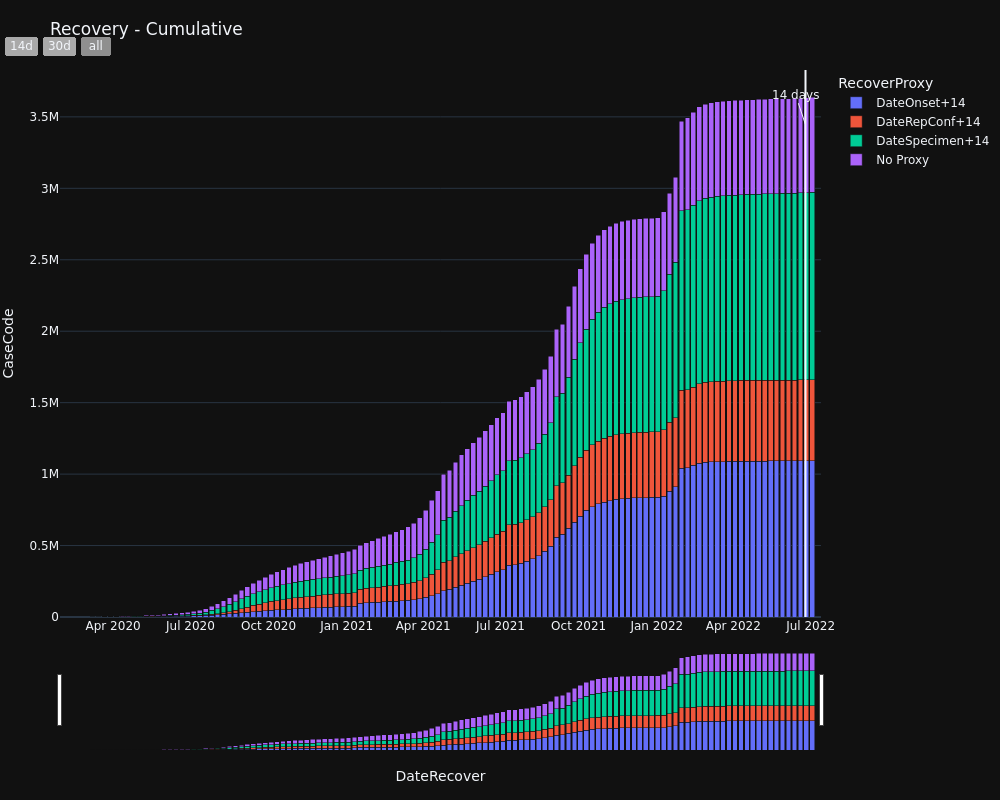 Recovery - Cumulative
14d 30d all
RecoverProxy
DateOnset+14
DateRepConf+14
DateSpecimen+14
No Proxy
14 days
3.5M
3M
2.5M
2M
1.5M
1M
0.5M
0
CaseCode
Apr 2020 Jul 2020 Oct 2020 Jan 2021 Apr 2021 Jul 2021 Oct 2021 Jan 2022 Apr 2022 Jul 2022
DateRecover